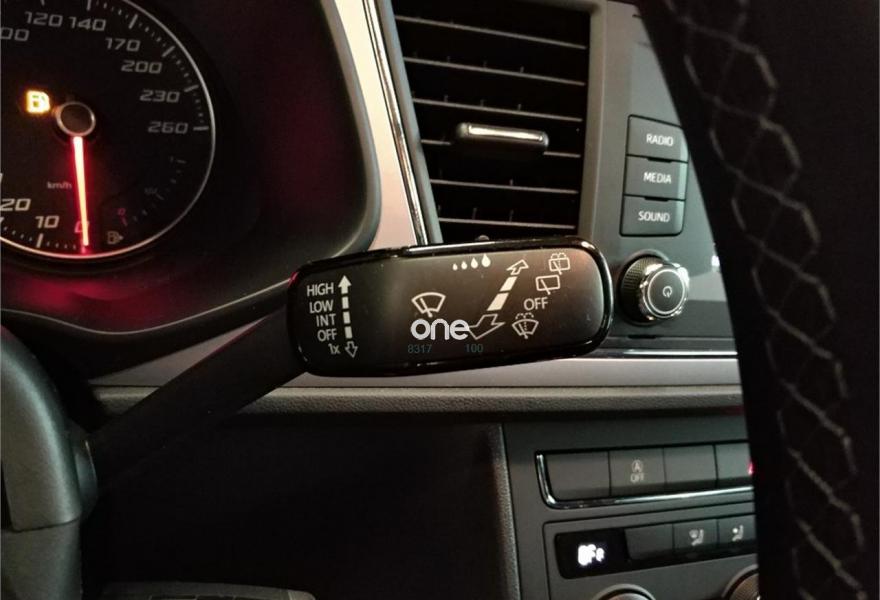 120 140
170
200
230
260
km/h
20
10
0
RADIO
MEDIA
SOUND
HIGH
LOW
INT
OFF
1x
OFF
one
8317 100
A
OFF
OFF